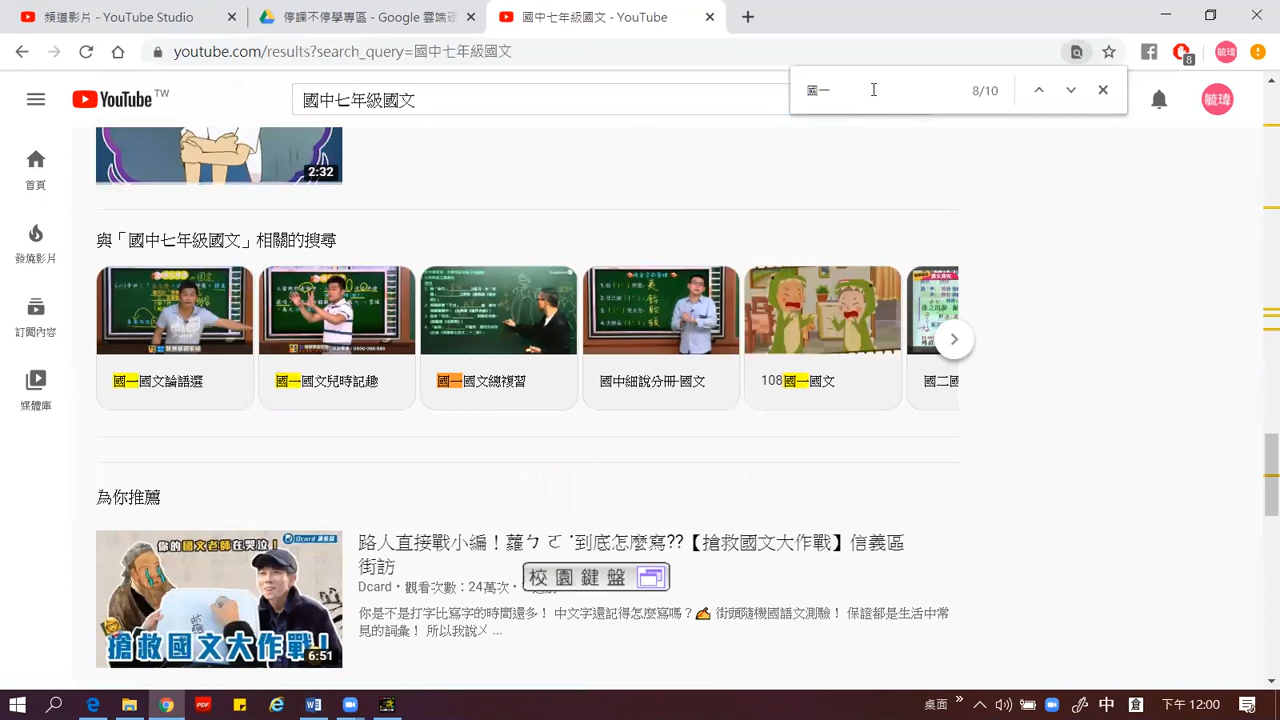 頻道影片 - YouTube Studio
停課不停學專區 - Google 雲端硬
國中七年級國文 - YouTube
youtube.com/results?search_query=國中七年級國文
8
毓瑋
國一
8/10
YouTube TW
國中七年級國文
毓瑋
首頁
發燒影片
訂閱內容
媒體庫
2:32
與「國中七年級國文」相關的搜尋
國一國文論語選
國一國文兒時記趣
國一國文總複習
國中細說分冊-國文
108國一國文
國二國
為你推薦
你的國文老師在哭泣!
Dcard
搶救國文大作戰!
6:51
路人直接戰小編!蘿ㄅㄛ˙到底怎麼寫??【搶救國文大作戰】信義區
街訪
Dcard•觀看次數:24萬次•
校園鍵盤
你是不是打字比寫字的時間還多! 中文字還記得怎麼寫嗎?✍ 街頭隨機國語文測驗! 保證都是生活中常
見的詞彙! 所以我說ㄨ ...
PDF
桌面
中
倉
下午 12:00